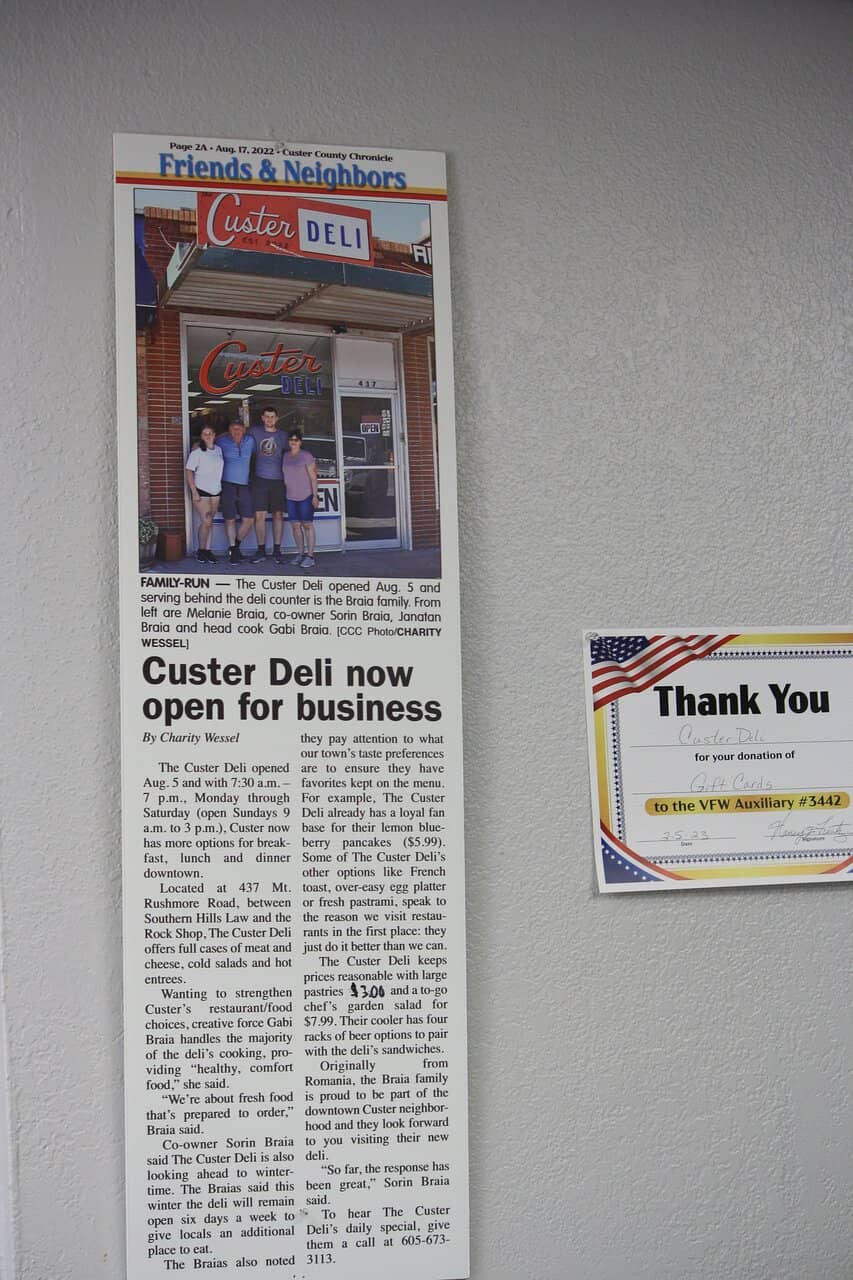 Page 2A • Aug. 17, 2022 • Custer County Chronicle
Friends & Neighbors
Custer DELI
EST 2022
Custer
DELI
437
OPEN
EN
FAMILY-RUN — The Custer Deli opened Aug. 5 and
serving behind the deli counter is the Braia family. From
left are Melanie Braia, co-owner Sorin Braia, Janatan
Braia and head cook Gabi Braia. [CCC Photo/CHARITY
WESSEL]
Custer Deli now
open for business
By Charity Wessel
The Custer Deli opened
Aug. 5 and with 7:30 a.m. –
7 p.m., Monday through
Saturday (open Sundays 9
a.m. to 3 p.m.), Custer now
has more options for break-
fast, lunch and dinner
downtown.
Located at 437 Mt.
Rushmore Road, between
Southern Hills Law and the
Rock Shop, The Custer Deli
offers full cases of meat and
cheese, cold salads and hot
entrees.
Wanting to strengthen
Custer's restaurant/food
choices, creative force Gabi
Braia handles the majority
of the deli's cooking, pro-
viding "healthy, comfort
food," she said.
"We're about fresh food
that's prepared to order,"
Braia said.
Co-owner Sorin Braia
said The Custer Deli is also
looking ahead to winter-
time. The Braias said this
winter the deli will remain
open six days a week to
give locals an additional
place to eat.
The Braias also noted
they pay attention to what
our town's taste preferences
are to ensure they have
favorites kept on the menu.
For example, The Custer
Deli already has a loyal fan
base for their lemon blue-
berry pancakes ($5.99).
Some of The Custer Deli's
other options like French
toast, over-easy egg platter
or fresh pastrami, speak to
the reason we visit restau-
rants in the first place: they
just do it better than we can.
The Custer Deli keeps
prices reasonable with large
pastries $3.00 and a to-go
chef's garden salad for
$7.99. Their cooler has four
racks of beer options to pair
with the deli's sandwiches.
Originally from
Romania, the Braia family
is proud to be part of the
downtown Custer neighbor-
hood and they look forward
to you visiting their new
deli.
"So far, the response has
been great," Sorin Braia
said.
To hear The Custer
Deli's daily special, give
them a call at 605-673-
3113.
Thank You
Custer Deli
for your donation of
Gift Cards
to the VFW Auxiliary #3442
2-5-23
Date
Signature